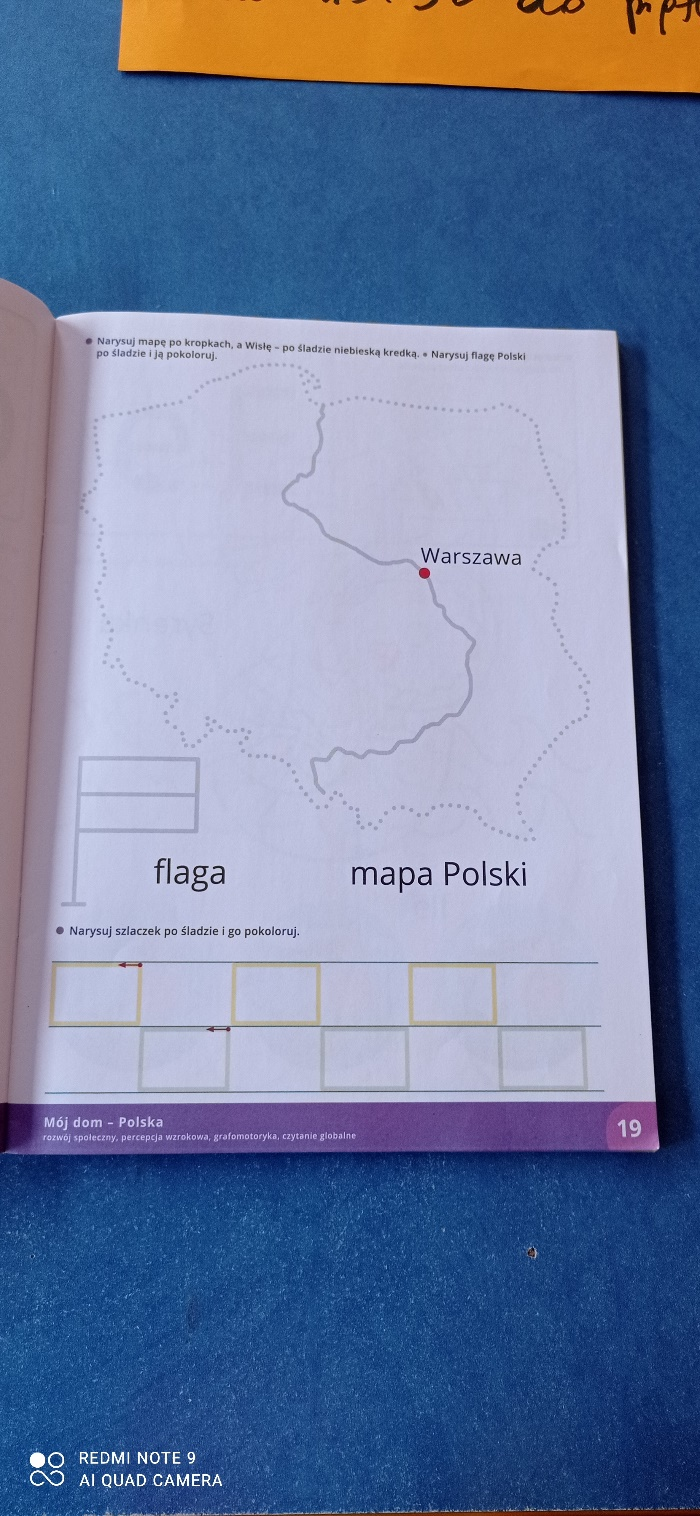 do
• Narysuj mapę po kropkach, a Wisłę – po śladzie niebieską kredką. • Narysuj flagę Polski
po śladzie i ją pokoloruj.
Warszawa
flaga
mapa Polski
• Narysuj szlaczek po śladzie i go pokoloruj.
Mój dom – Polska
rozwój społeczny, percepcja wzrokowa, grafomotoryka, czytanie globalne
19
REDMI NOTE 9
AI QUAD CAMERA